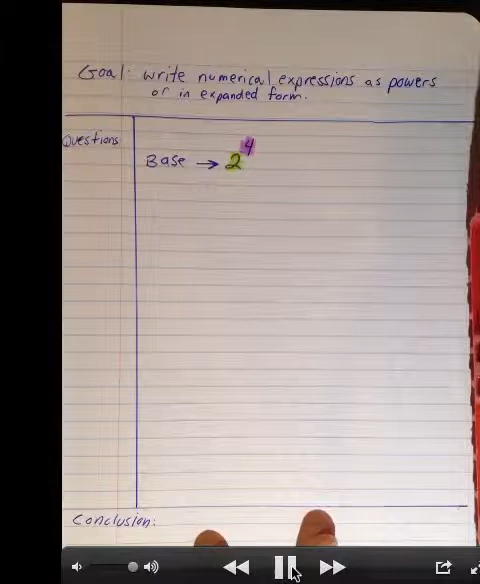 Goal: write numerical expressions as powers
or in expanded form.
Questions
Base → 2⁴
Conclusion: